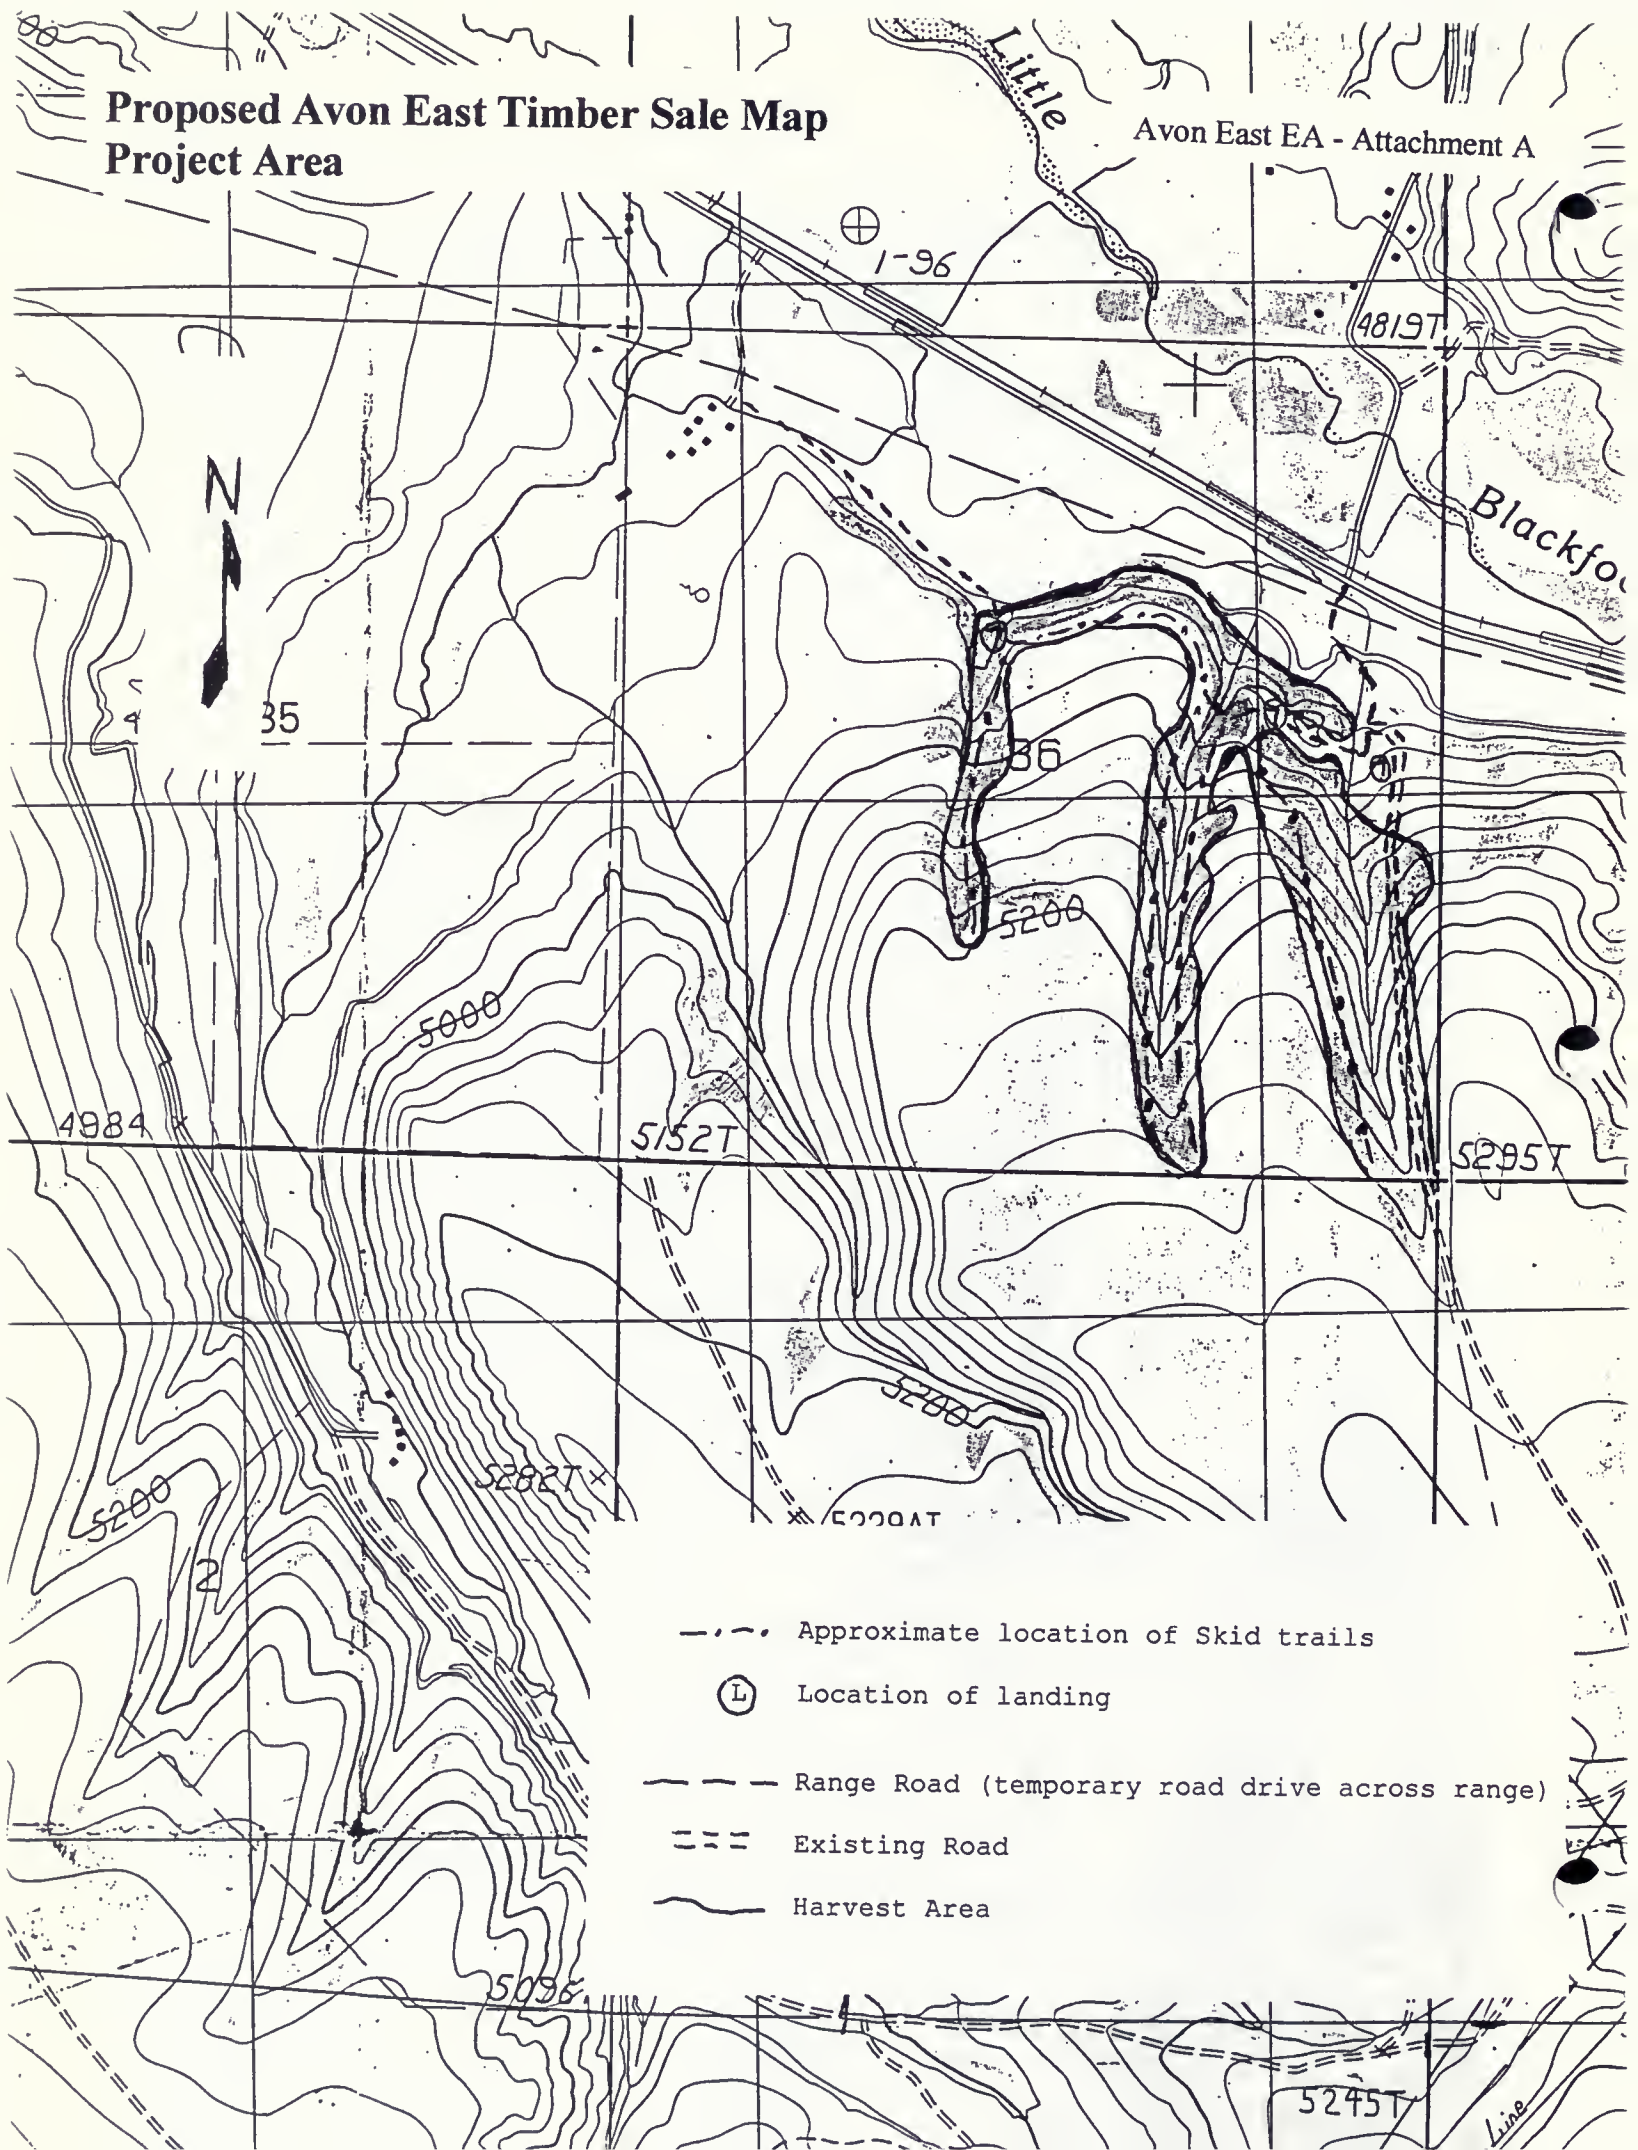 Little
Proposed Avon East Timber Sale Map
Project Area
Avon East EA - Attachment A
1-96
4819T
N
Blackfo
35
36
5200
5000
4984
5152T
5295T
5200
5282T
5200
2
Approximate location of Skid trails
L Location of landing
Range Road (temporary road drive across range)
Existing Road
Harvest Area
5096
5245T
Line